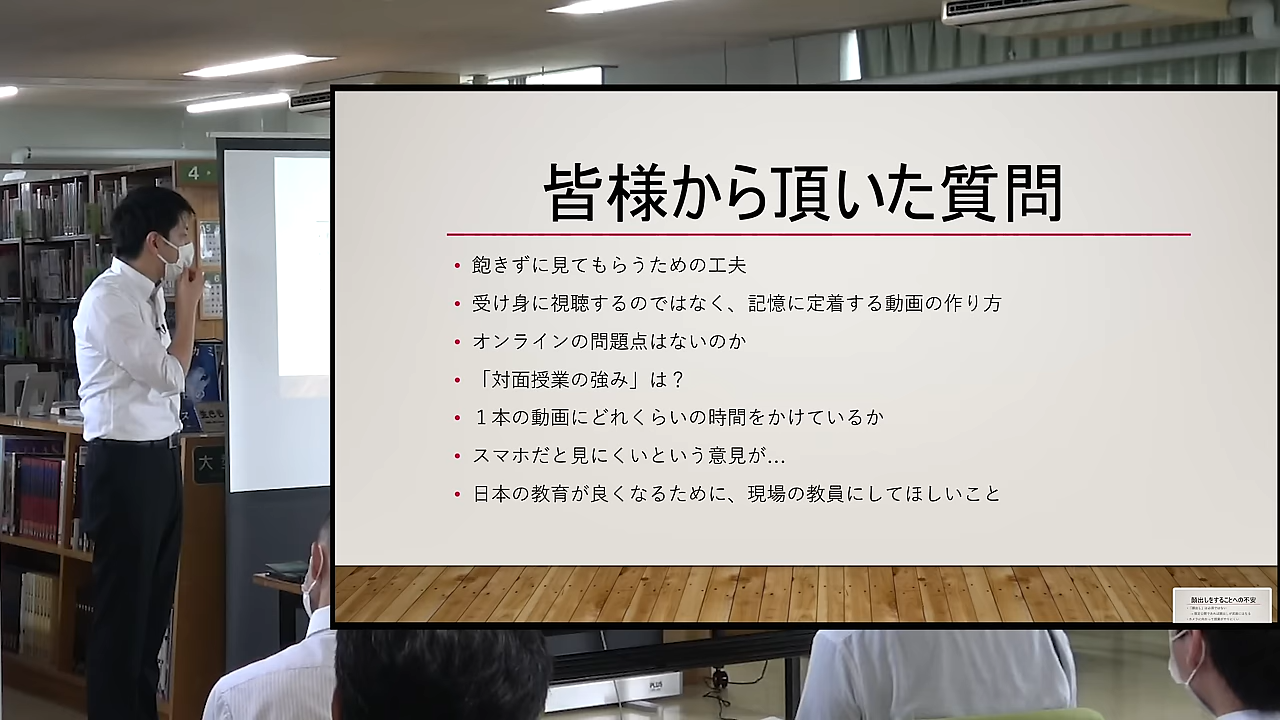 皆様から頂いた質問
• 飽きずに見てもらうための工夫
• 受け身に視聴するのではなく、記憶に定着する動画の作り方
• オンラインの問題点はないのか
• 「対面授業の強み」は？
• １本の動画にどれくらいの時間をかけているか
• スマホだと見にくいという意見が…
• 日本の教育が良くなるために、現場の教員にしてほしいこと
顔出しをすることへの不安
4
大
PLUS